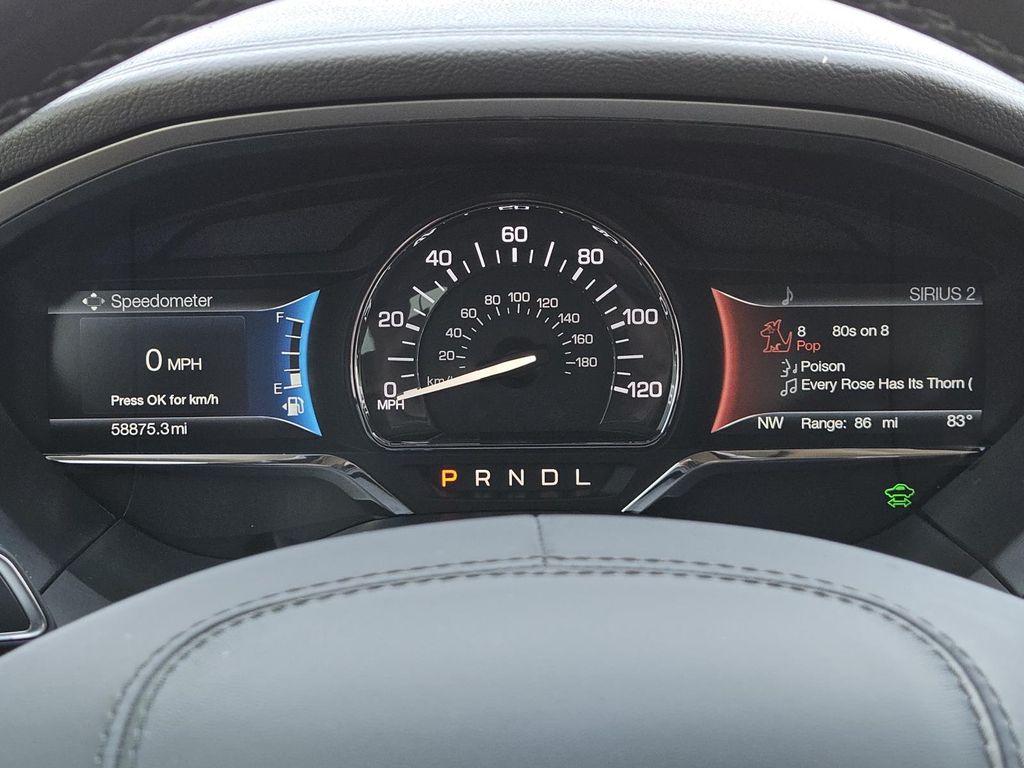 Speedometer
0 MPH
Press OK for km/h
58875.3 mi
F
E
0
20
40
60
80
100
120
MPH
20
40
60
80
100
120
140
160
180
km/h
P R N D L
SIRIUS 2
8 80s on 8
Pop
Poison
Every Rose Has Its Thorn (
NW Range: 86 mi 83°